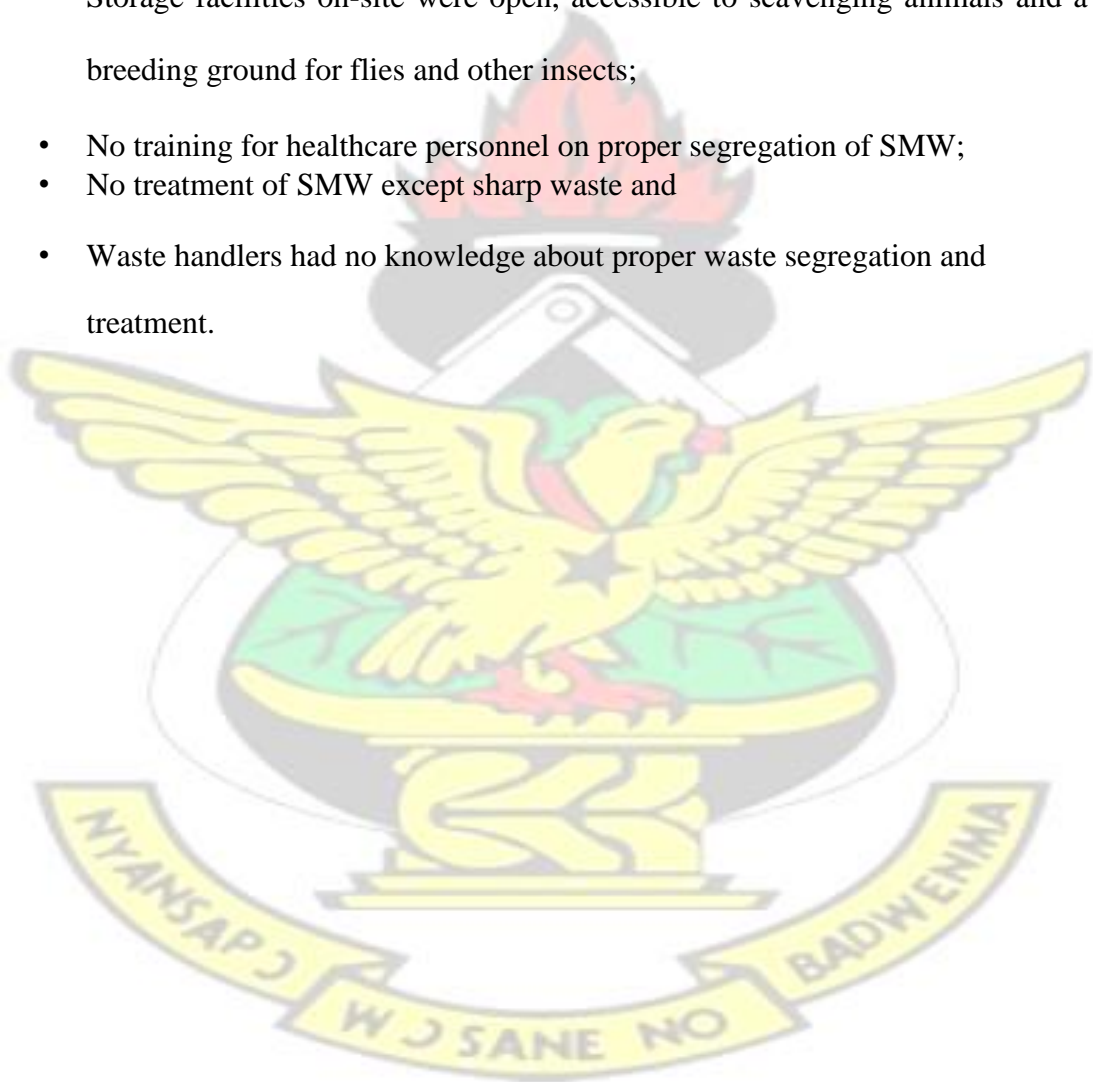 Storage facilities on-site were open, accessible to scavenging animals and a
breeding ground for flies and other insects;
• No training for healthcare personnel on proper segregation of SMW;
• No treatment of SMW except sharp waste and
• Waste handlers had no knowledge about proper waste segregation and
treatment.
NYANSAPƆ
WƆ SANE NO
BADWENMA